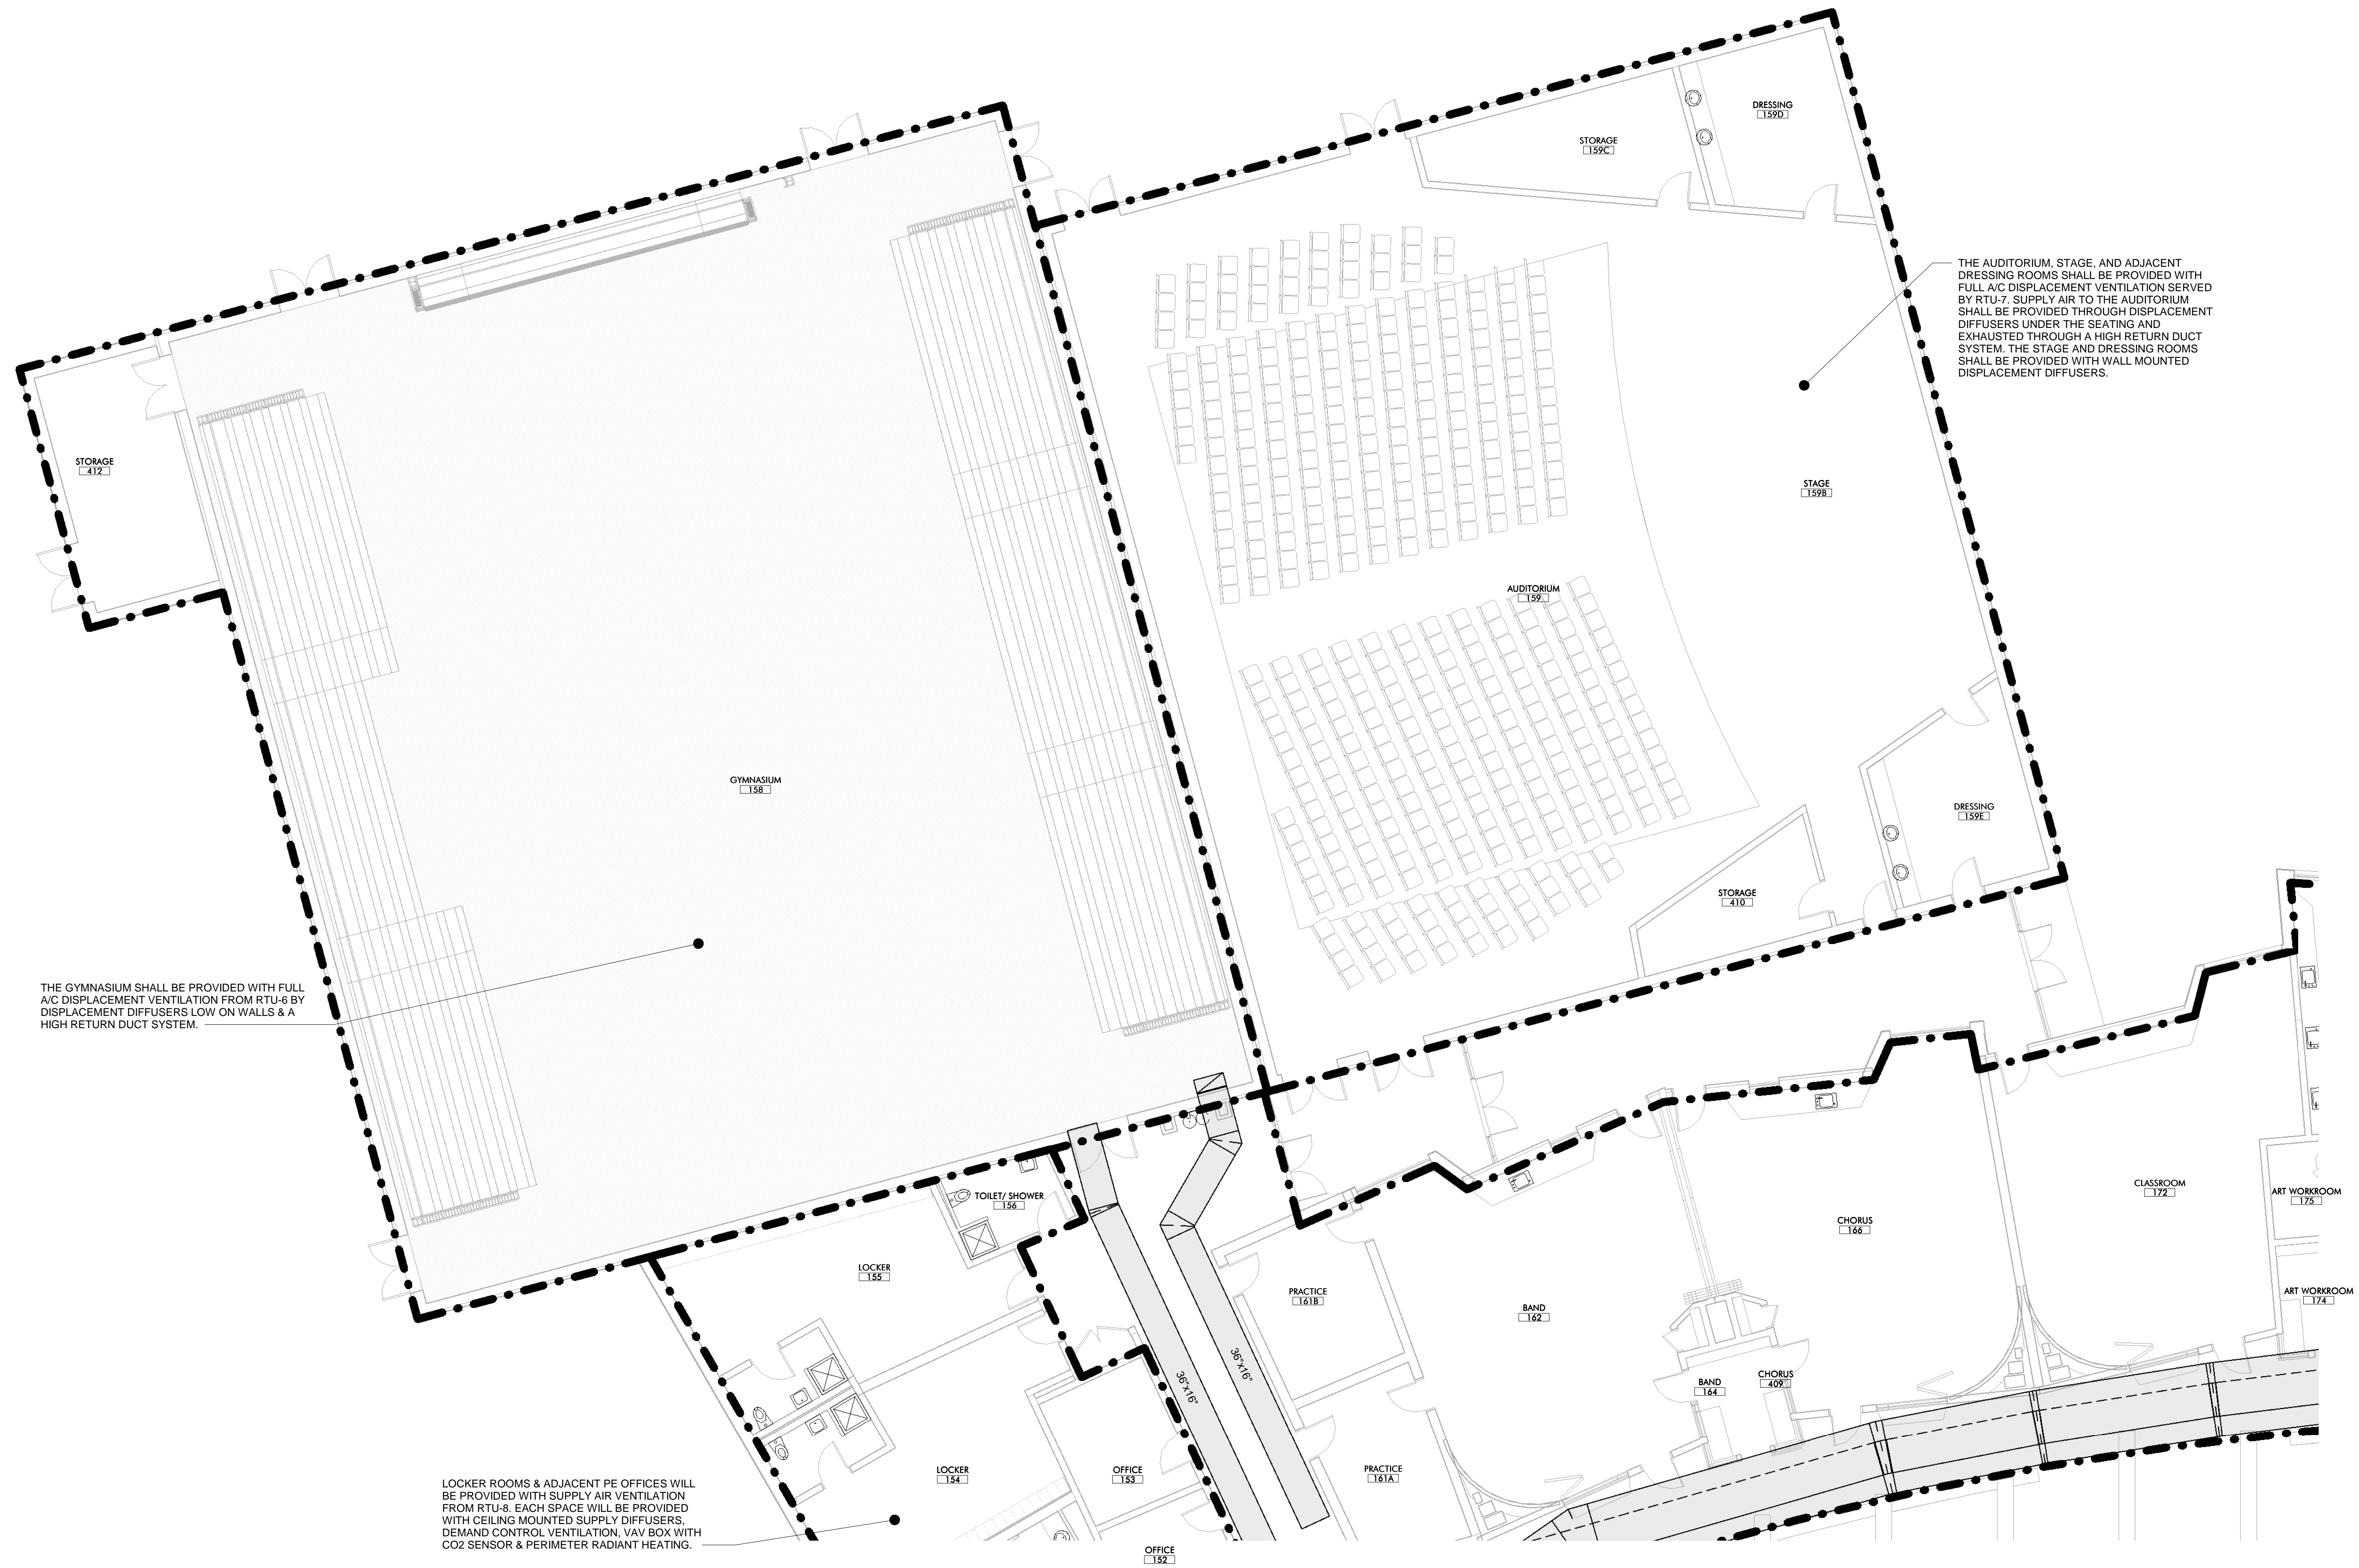 DRESSING
159D
STORAGE
159C
THE AUDITORIUM, STAGE, AND ADJACENT
DRESSING ROOMS SHALL BE PROVIDED WITH
FULL A/C DISPLACEMENT VENTILATION SERVED
BY RTU-7. SUPPLY AIR TO THE AUDITORIUM
SHALL BE PROVIDED THROUGH DISPLACEMENT
DIFFUSERS UNDER THE SEATING AND
EXHAUSTED THROUGH A HIGH RETURN DUCT
SYSTEM. THE STAGE AND DRESSING ROOMS
SHALL BE PROVIDED WITH WALL MOUNTED
DISPLACEMENT DIFFUSERS.
STORAGE
412
STAGE
159B
AUDITORIUM
159
GYMNASIUM
158
DRESSING
159E
STORAGE
410
THE GYMNASIUM SHALL BE PROVIDED WITH FULL
A/C DISPLACEMENT VENTILATION FROM RTU-6 BY
DISPLACEMENT DIFFUSERS LOW ON WALLS & A
HIGH RETURN DUCT SYSTEM.
TOILET/ SHOWER
156
CLASSROOM
172
ART WORKROOM
175
CHORUS
166
LOCKER
155
PRACTICE
161B
ART WORKROOM
174
BAND
162
36"x16"
36"x16"
BAND
164
CHORUS
409
LOCKER
154
OFFICE
153
PRACTICE
161A
LOCKER ROOMS & ADJACENT PE OFFICES WILL
BE PROVIDED WITH SUPPLY AIR VENTILATION
FROM RTU-8. EACH SPACE WILL BE PROVIDED
WITH CEILING MOUNTED SUPPLY DIFFUSERS,
DEMAND CONTROL VENTILATION, VAV BOX WITH
CO2 SENSOR & PERIMETER RADIANT HEATING.
OFFICE
152